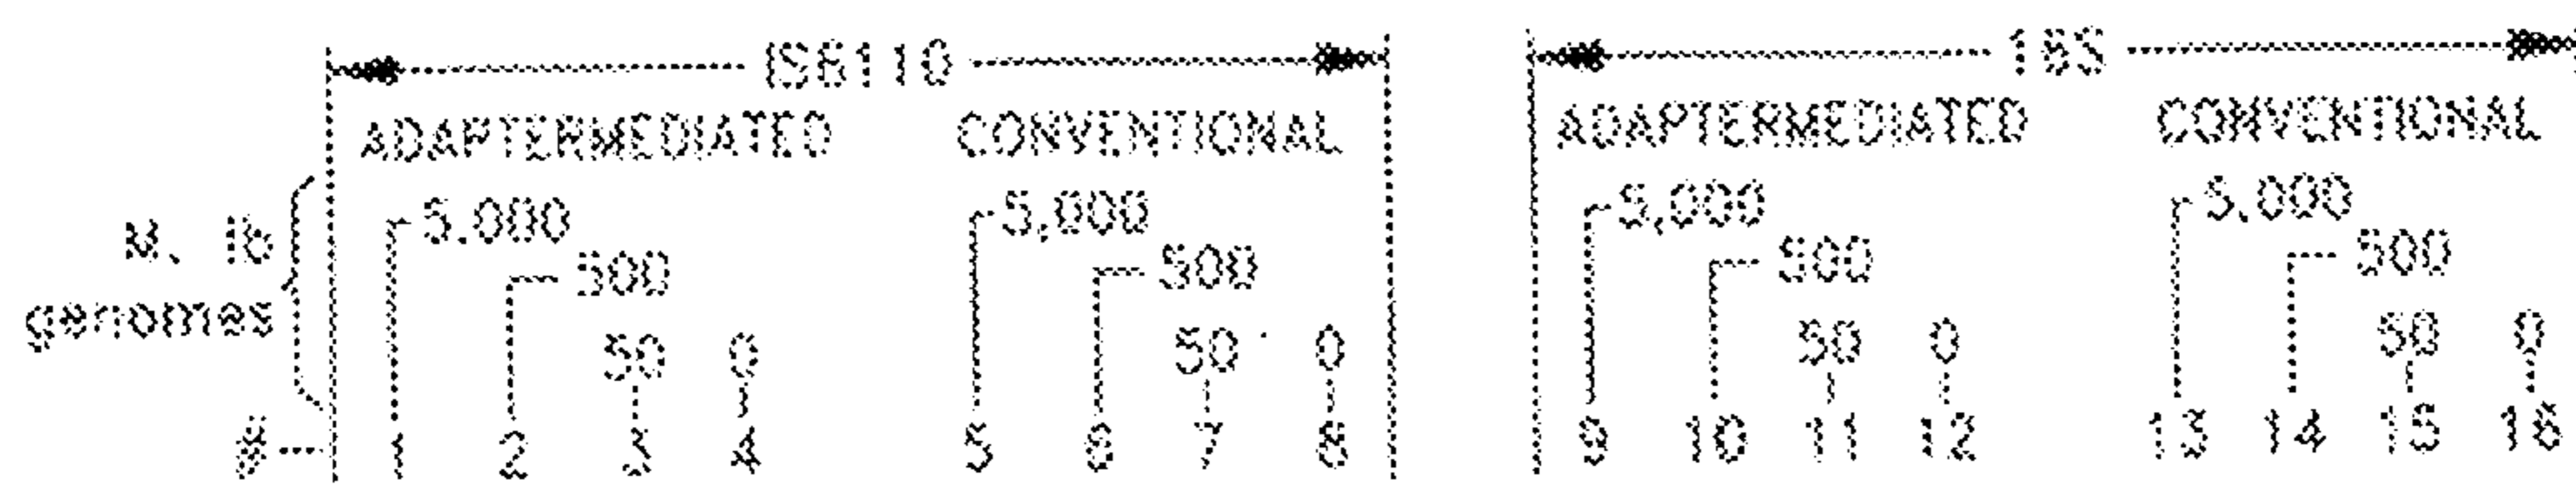 IS6110 16S
ADAPTERMEDIATED CONVENTIONAL ADAPTERMEDIATED CONVENTIONAL
5,000 5,000 5,000 5,000
M. tb 500 500 500 500
genomes 50 0 50 0 50 0 50 0
# 1 2 3 4 5 6 7 8 9 10 11 12 13 14 15 16